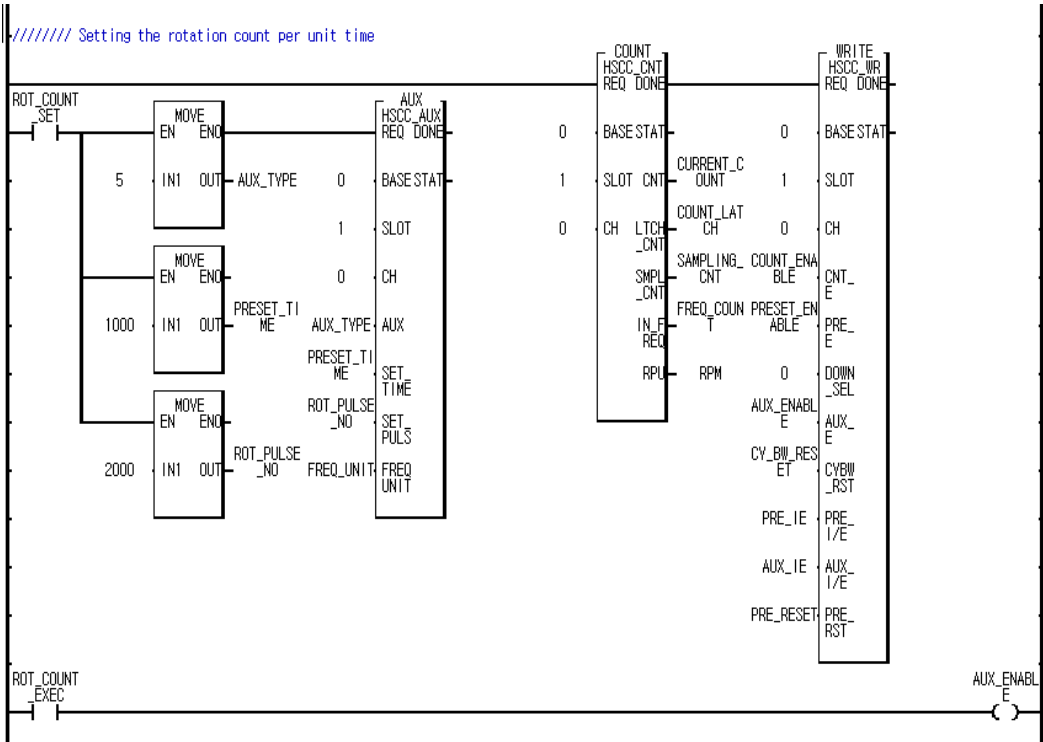 //////// Setting the rotation count per unit time
COUNT
HSCC_CNT
REQ DONE
BASE STAT
SLOT CNT
CH LTCH
_CNT
SMPL
_CNT
IN_F
REQ
RPU
0
1
0
CURRENT_C
OUNT
COUNT_LAT
CH
SAMPLING_
CNT
FREQ_COUN
T
RPM
WRITE
HSCC_WR
REQ DONE
BASE STAT
SLOT
CH
CNT_
E
PRE_
E
DOWN
_SEL
AUX_
E
CYBW
_RST
PRE_
I/E
AUX_
I/E
PRE_
RST
0
1
0
COUNT_ENA
BLE
PRESET_EN
ABLE
0
AUX_ENABL
E
CY_BW_RES
ET
PRE_IE
AUX_IE
PRE_RESET
ROT_COUNT
_SET
MOVE
EN ENO
5 IN1 OUT AUX_TYPE
MOVE
EN ENO
1000 IN1 OUT PRESET_TI
ME
MOVE
EN ENO
2000 IN1 OUT ROT_PULSE
_NO
AUX
HSCC_AUX
REQ DONE
0 BASE STAT
1 SLOT
0 CH
AUX_TYPE AUX
PRESET_TI
ME SET_
TIME
ROT_PULSE
_NO SET_
PULS
FREQ_UNIT FREQ
UNIT
ROT_COUNT
_EXEC
AUX_ENABL
E